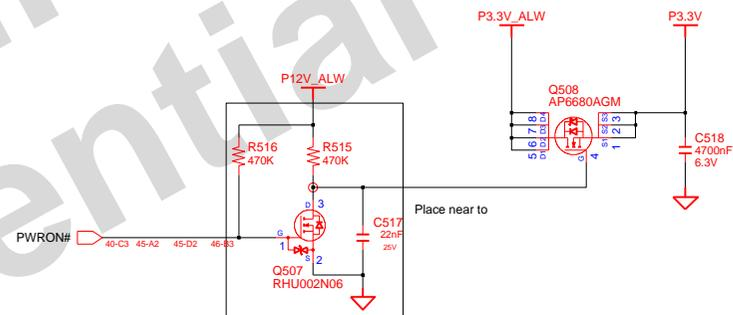 ential
P3.3V_ALW
P3.3V
Q508
AP6680AGM
8 D4
7 D3
6 D2
5 D1
S3 3
S2 2
S1 1
G 4
C518
4700nF
6.3V
P12V_ALW
R516
470K
R515
470K
Place near to
PWRON#
40-C3 45-A2 45-D2 46-B3
D 3
G 1
S 2
Q507
RHU002N06
C517
22nF
25V